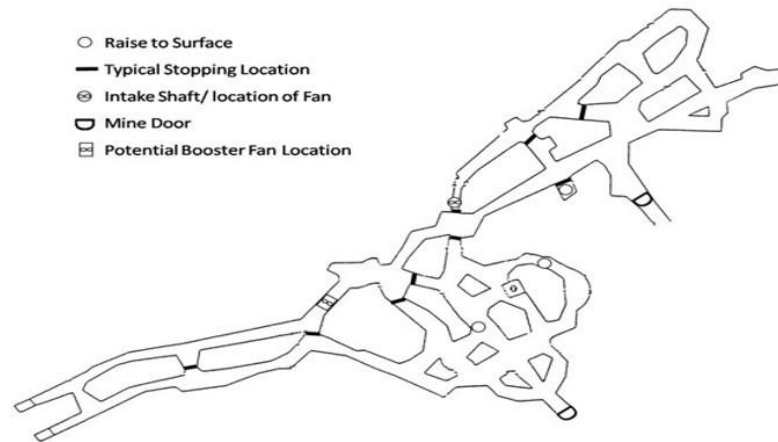 Raise to Surface
Typical Stopping Location
Intake Shaft/ location of Fan
Mine Door
Potential Booster Fan Location